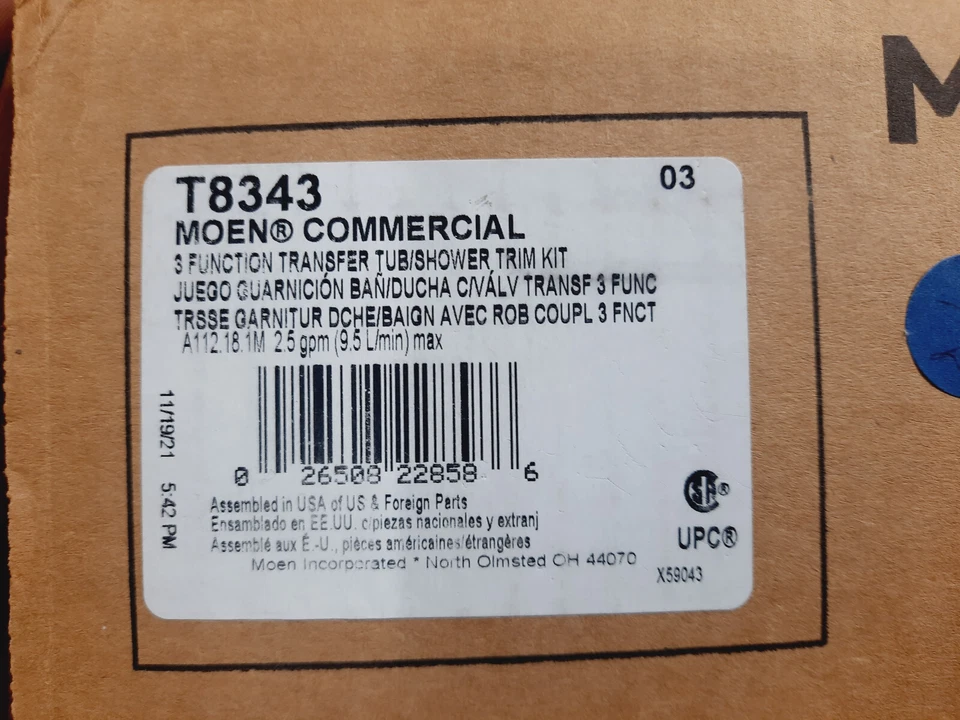 M
T8343
03
MOEN® COMMERCIAL
3 FUNCTION TRANSFER TUB/SHOWER TRIM KIT
JUEGO GUARNICIÓN BAÑ/DUCHA C/VÁLV TRANSF 3 FUNC
TRSSE GARNITUR DCHE/BAIGN AVEC ROB COUPL 3 FNCT
A112.18.1M 2.5 gpm (9.5 L/min) max
11/19/21 5:42 PM
0 26508 22858 6
Assembled in USA of US & Foreign Parts
Ensamblado en EE.UU. c/piezas nacionales y extranj
Assemblé aux É.-U., pièces américaines/étrangères
Moen Incorporated * North Olmsted OH 44070
SA®
UPC®
X59043